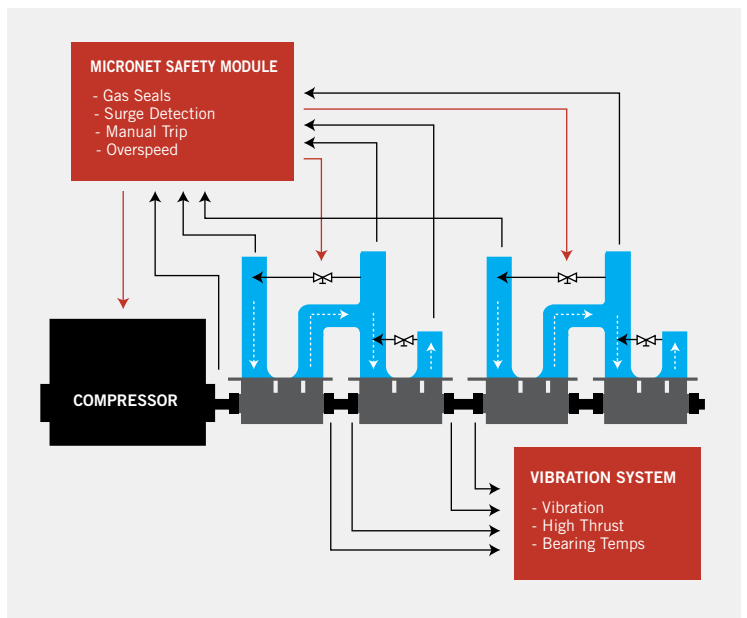 MICRONET SAFETY MODULE
- Gas Seals
- Surge Detection
- Manual Trip
- Overspeed
COMPRESSOR
VIBRATION SYSTEM
- Vibration
- High Thrust
- Bearing Temps